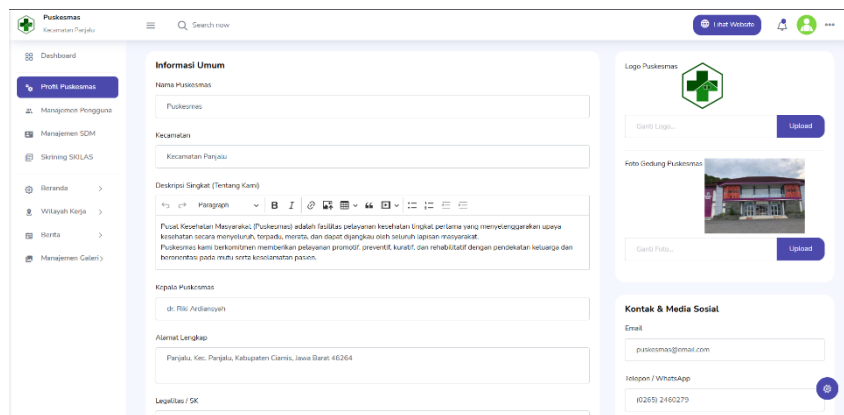 Puskesmas
Kecamatan Panjalu
Search now
Lihat Website
Dashboard
Profil Puskesmas
Manajemen Pengguna
Manajemen SDM
Skrining SKILAS
Beranda
Wilayah Kerja
Berita
Manajemen Galeri
Informasi Umum
Nama Puskesmas
Puskesmas
Kecamatan
Kecamatan Panjalu
Deskripsi Singkat (Tentang Kami)
Paragraph
Pusat Kesehatan Masyarakat (Puskesmas) adalah fasilitas pelayanan kesehatan tingkat pertama yang menyelenggarakan upaya
kesehatan secara menyeluruh, terpadu, merata, dan dapat dijangkau oleh seluruh lapisan masyarakat.
Puskesmas kami berkomitmen memberikan pelayanan promotif, preventif, kuratif, dan rehabilitatif dengan pendekatan keluarga dan
berorientasi pada mutu serta keselamatan pasien.
Kepala Puskesmas
dr. Riki Ardiansyah
Alamat Lengkap
Panjalu, Kec. Panjalu, Kabupaten Ciamis, Jawa Barat 46264
Legalitas / SK
Logo Puskesmas
Ganti Logo...
Upload
Foto Gedung Puskesmas
Ganti Foto...
Upload
Kontak & Media Sosial
Email
puskesmas@email.com
Telepon / WhatsApp
(0265) 2460279